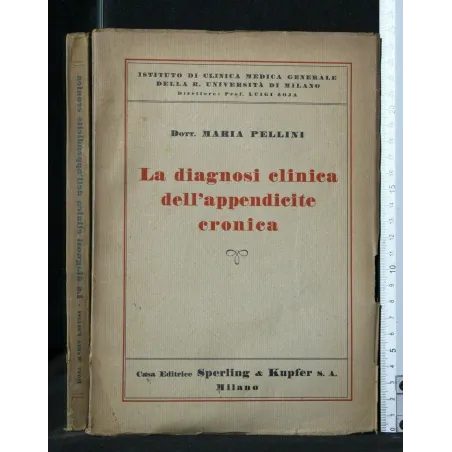 ISTITUTO DI CLINICA MEDICA GENERALE
DELLA R. UNIVERSITÀ DI MILANO
Direttore: Prof. LUIGI ZOJA
DOTT. MARIA PELLINI
La diagnosi clinica
dell'appendicite
cronica
Casa Editrice Sperling & Kupfer S. A.
Milano